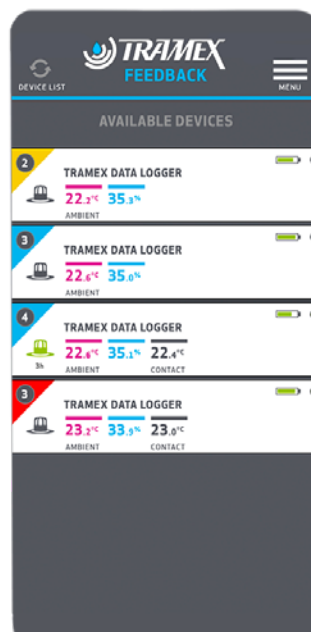 TRAMEX
FEEDBACK
DEVICE LIST
MENU
AVAILABLE DEVICES
2
TRAMEX DATA LOGGER
22.2°C 35.3%
AMBIENT
3
TRAMEX DATA LOGGER
22.6°C 35.0%
AMBIENT
4
TRAMEX DATA LOGGER
22.6°C 35.1% 22.4°C
3h AMBIENT CONTACT
3
TRAMEX DATA LOGGER
23.2°C 33.9% 23.0°C
AMBIENT CONTACT